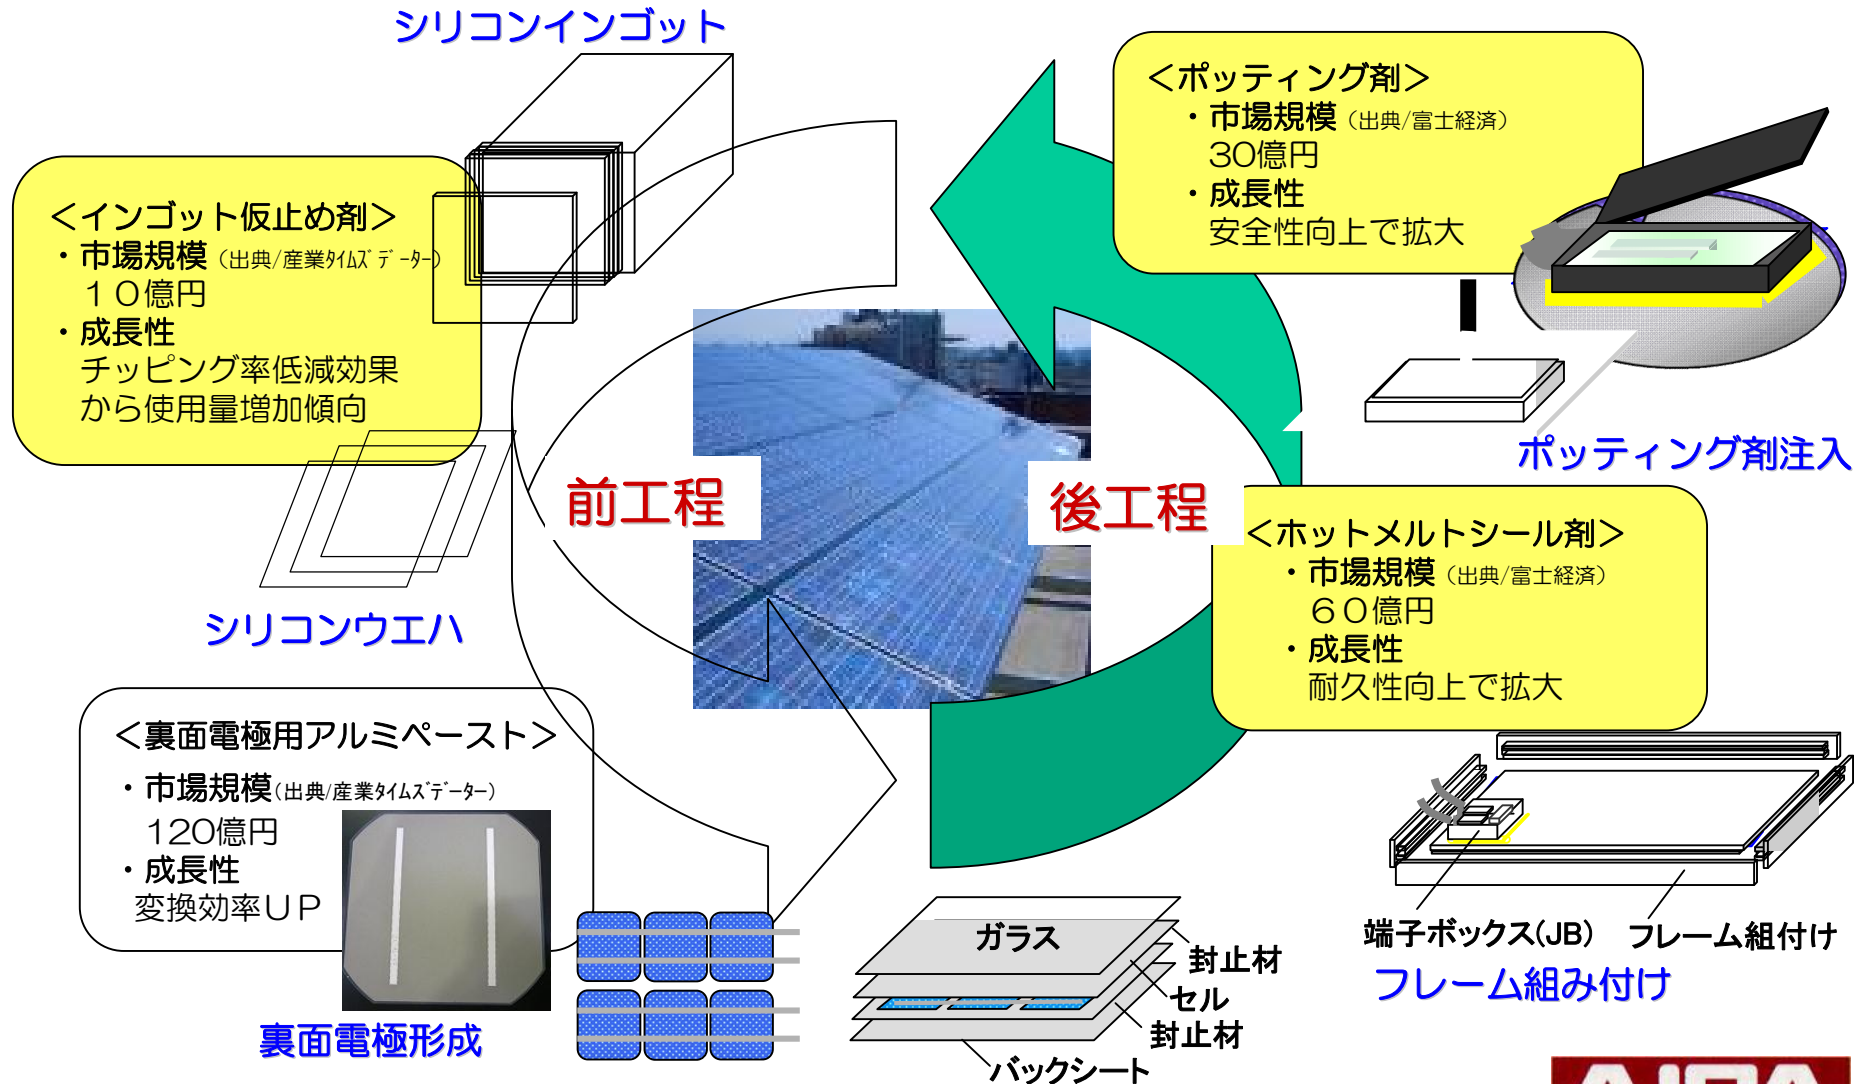 シリコンインゴット
＜インゴット仮止め剤＞
・市場規模（出典/産業ﾀｲﾑｽﾞﾃﾞｰﾀｰ）
１０億円
・成長性
チッピング率低減効果
から使用量増加傾向
シリコンウエハ
＜裏面電極用アルミペースト＞
・市場規模(出典/産業ﾀｲﾑｽﾞﾃﾞｰﾀｰ)
120億円
・成長性
変換効率ＵＰ
裏面電極形成
前工程
後工程
＜ポッティング剤＞
・市場規模（出典/富士経済）
30億円
・成長性
安全性向上で拡大
ポッティング剤注入
＜ホットメルトシール剤＞
・市場規模（出典/富士経済）
６０億円
・成長性
耐久性向上で拡大
端子ボックス(JB)
フレーム組付け
フレーム組み付け
ガラス
封止材
セル
封止材
バックシート